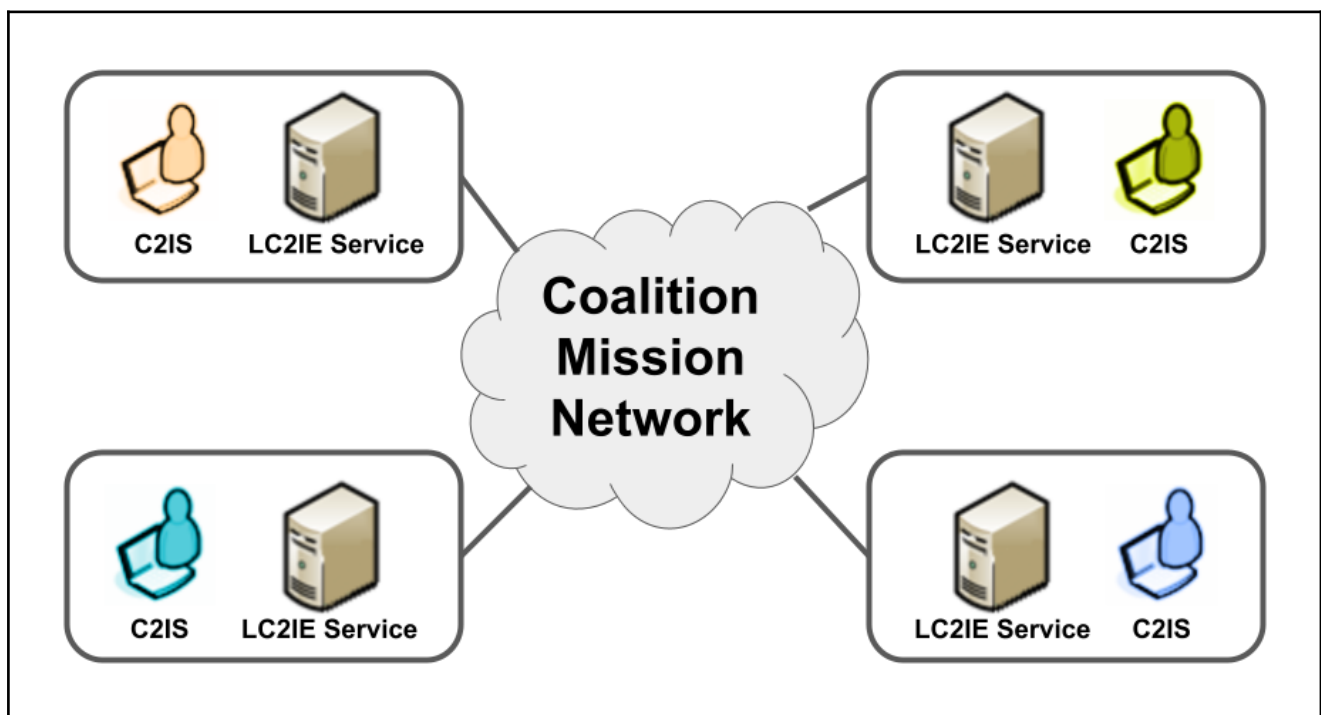 C2IS
LC2IE Service
LC2IE Service
C2IS
Coalition
Mission
Network
C2IS
LC2IE Service
LC2IE Service
C2IS